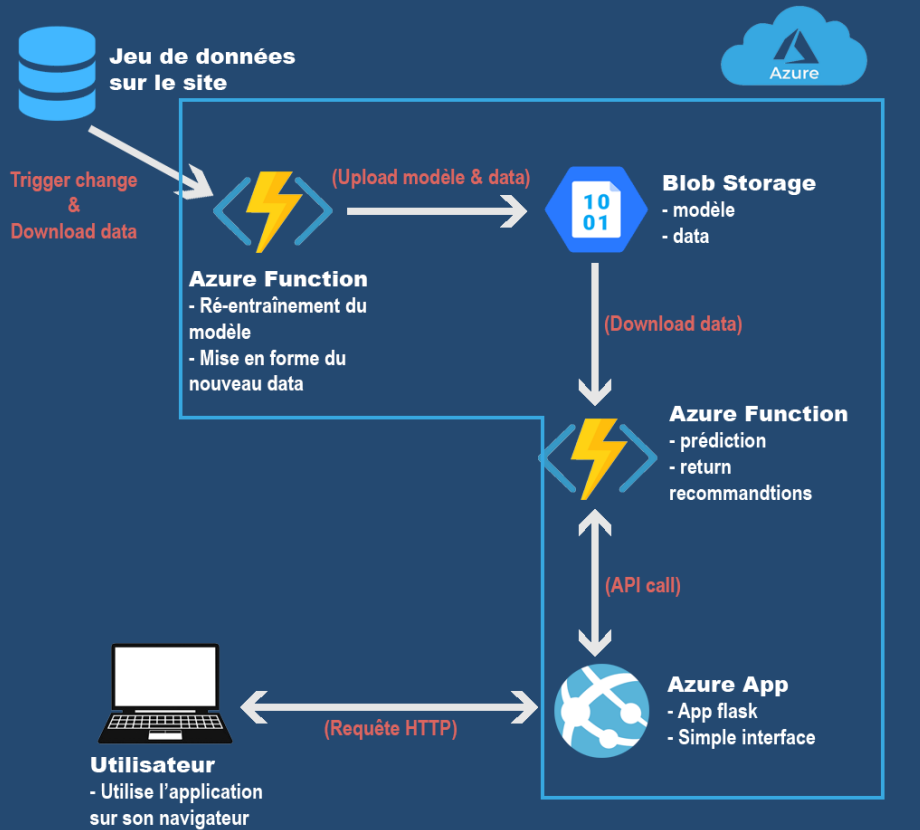 Jeu de données
sur le site
Azure
Trigger change
&
Download data
(Upload modèle & data)
10
01
Blob Storage
- modèle
- data
Azure Function
- Ré-entraînement du
modèle
- Mise en forme du
nouveau data
(Download data)
Azure Function
- prédiction
- return
recommandtions
(API call)
Azure App
- App flask
- Simple interface
(Requête HTTP)
Utilisateur
- Utilise l’application
sur son navigateur